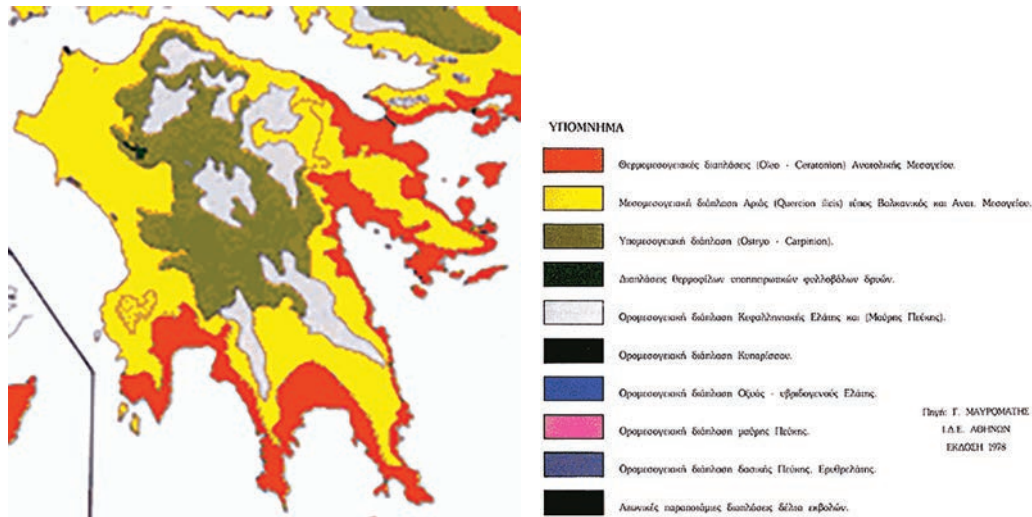 ΥΠΟΜΝΗΜΑ
Θερμομεσογειακές διαπλάσεις (Oleo - Ceratonion) Ανατολικής Μεσογείου.
Μεσομεσογειακή διάπλαση Αριάς (Quercion ilicis) τύπος Βαλκανικός και Ανατ. Μεσογείου.
Υπομεσογειακή διάπλαση (Ostryo - Carpinion).
Διαπλάσεις θερμοφίλων υποηπειρωτικών φυλλοβόλων δρυών.
Ορομεσογειακή διάπλαση Κεφαλληνιακής Ελάτης και (Μαύρης Πεύκης).
Ορομεσογειακή διάπλαση Κυπαρίσσου.
Ορομεσογειακή διάπλαση Οξυάς - υβριδογενούς Ελάτης.
Ορομεσογειακή διάπλαση μαύρης Πεύκης.
Ορομεσογειακή διάπλαση δασικής Πεύκης, Ερυθρελάτης.
Αζωνικές παραποτάμιες διαπλάσεις δέλτα εκβολών.
Πηγή: Γ. ΜΑΥΡΟΜΑΤΗΣ
Ι.Δ.Ε. ΑΘΗΝΩΝ
ΕΚΔΟΣΗ 1978